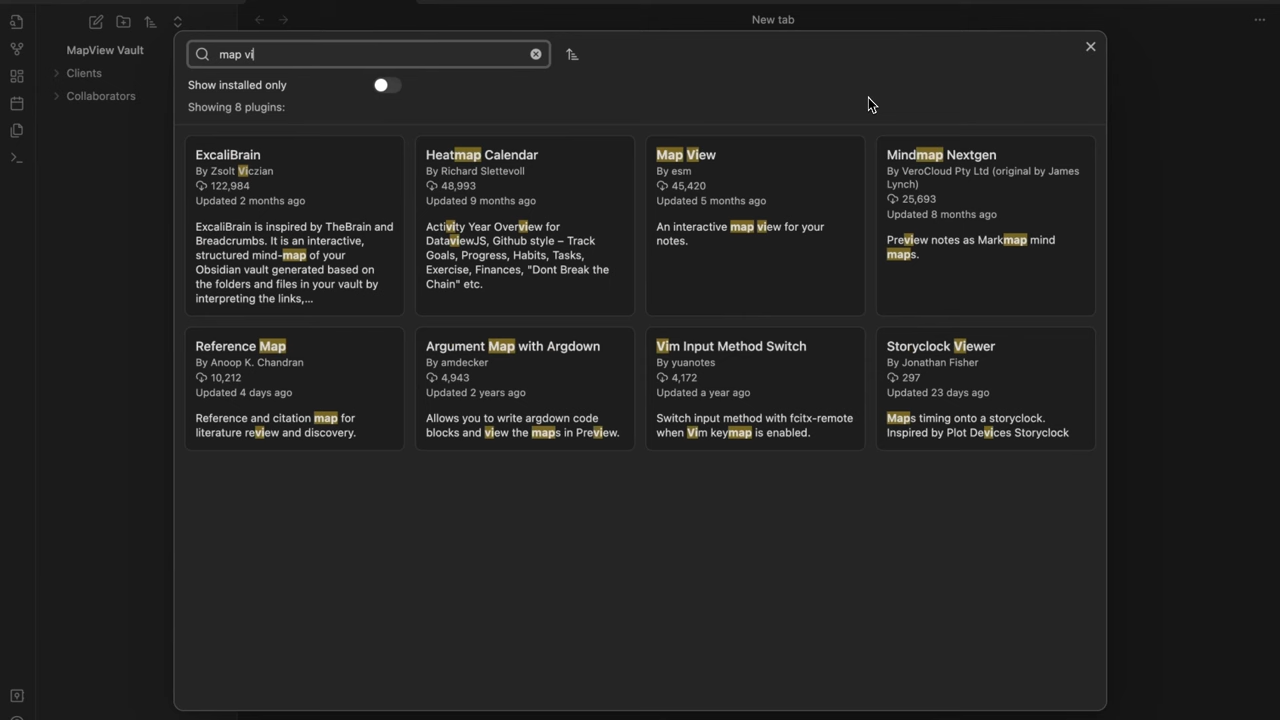 New tab
MapView Vault
Clients
Collaborators
map vi
Show installed only
Showing 8 plugins:
ExcaliBrain
By Zsolt Viczian
122,984
Updated 2 months ago
ExcaliBrain is inspired by TheBrain and
Breadcrumbs. It is an interactive,
structured mind-map of your
Obsidian vault generated based on
the folders and files in your vault by
interpreting the links,...
Heatmap Calendar
By Richard Slettevoll
48,993
Updated 9 months ago
Activity Year Overview for
DataviewJS, Github style – Track
Goals, Progress, Habits, Tasks,
Exercise, Finances, "Dont Break the
Chain" etc.
Map View
By esm
45,420
Updated 5 months ago
An interactive map view for your
notes.
Mindmap Nextgen
By VeroCloud Pty Ltd (original by James
Lynch)
25,693
Updated 8 months ago
Preview notes as Markmap mind
maps.
Reference Map
By Anoop K. Chandran
10,212
Updated 4 days ago
Reference and citation map for
literature review and discovery.
Argument Map with Argdown
By amdecker
4,943
Updated 2 years ago
Allows you to write argdown code
blocks and view the maps in Preview.
Vim Input Method Switch
By yuanotes
4,172
Updated a year ago
Switch input method with fcitx-remote
when Vim keymap is enabled.
Storyclock Viewer
By Jonathan Fisher
297
Updated 23 days ago
Maps timing onto a storyclock.
Inspired by Plot Devices Storyclock